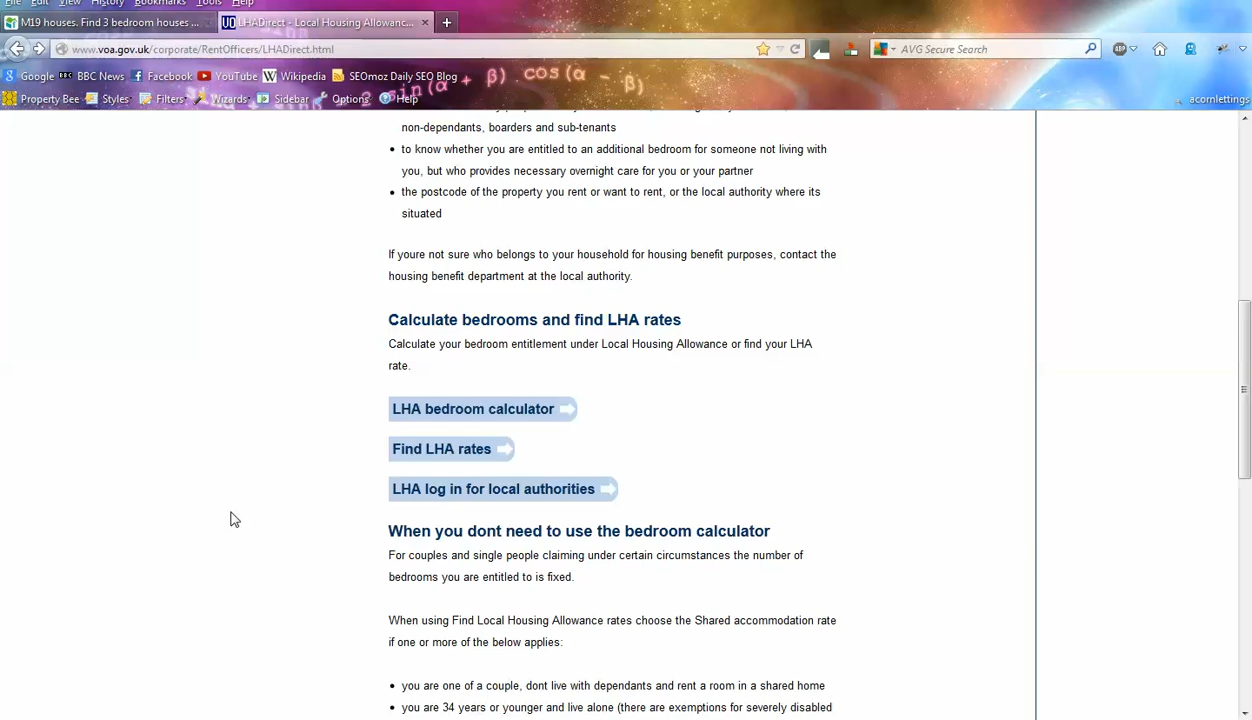 File Edit View History Bookmarks Tools Help
M19 houses. Find 3 bedroom houses ...
LHADirect - Local Housing Allowanc... × +
www.voa.gov.uk/corporate/RentOfficers/LHADirect.html
AVG Secure Search
ABP
Google BBC News Facebook YouTube Wikipedia SEOmoz Daily SEO Blog
sin(α + β) . cos(α - β)
Property Bee Styles Filters Wizards Sidebar Options Help acornlettings
non-dependants, boarders and sub-tenants
• to know whether you are entitled to an additional bedroom for someone not living with
you, but who provides necessary overnight care for you or your partner
• the postcode of the property you rent or want to rent, or the local authority where its
situated
If youre not sure who belongs to your household for housing benefit purposes, contact the
housing benefit department at the local authority.
Calculate bedrooms and find LHA rates
Calculate your bedroom entitlement under Local Housing Allowance or find your LHA
rate.
LHA bedroom calculator
Find LHA rates
LHA log in for local authorities
When you dont need to use the bedroom calculator
For couples and single people claiming under certain circumstances the number of
bedrooms you are entitled to is fixed.
When using Find Local Housing Allowance rates choose the Shared accommodation rate
if one or more of the below applies:
• you are one of a couple, dont live with dependants and rent a room in a shared home
• you are 34 years or younger and live alone (there are exemptions for severely disabled